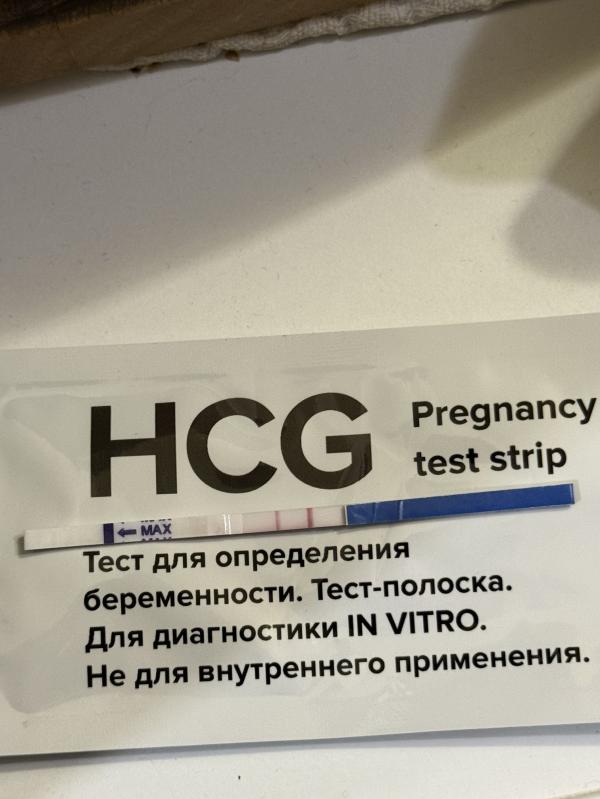 HCG
Pregnancy
test strip
MAX
Тест для определения
беременности. Тест-полоска.
Для диагностики IN VITRO.
Не для внутреннего применения.